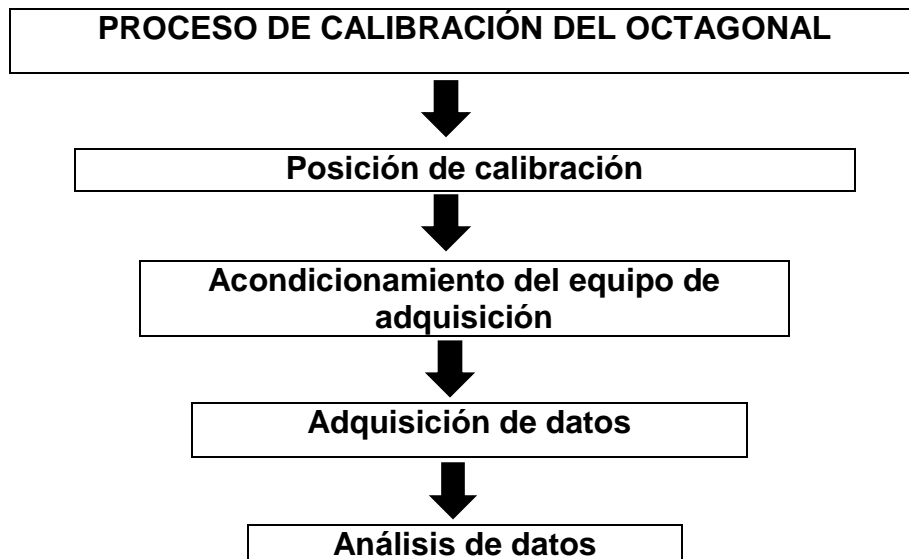 PROCESO DE CALIBRACIÓN DEL OCTAGONAL
Posición de calibración
Acondicionamiento del equipo de
adquisición
Adquisición de datos
Análisis de datos